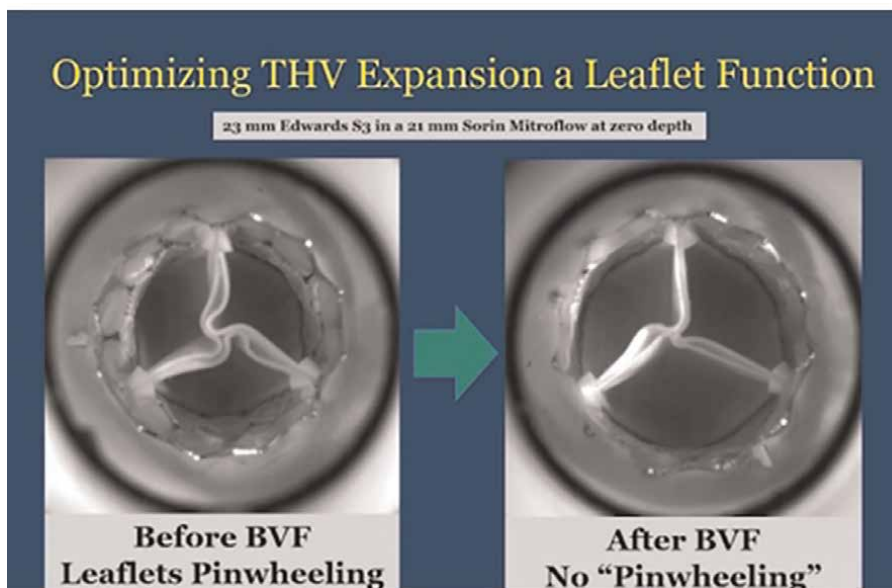 Optimizing THV Expansion a Leaflet Function
23 mm Edwards S3 in a 21 mm Sorin Mitroflow at zero depth
Before BVF
Leaflets Pinwheeling
After BVF
No “Pinwheeling”